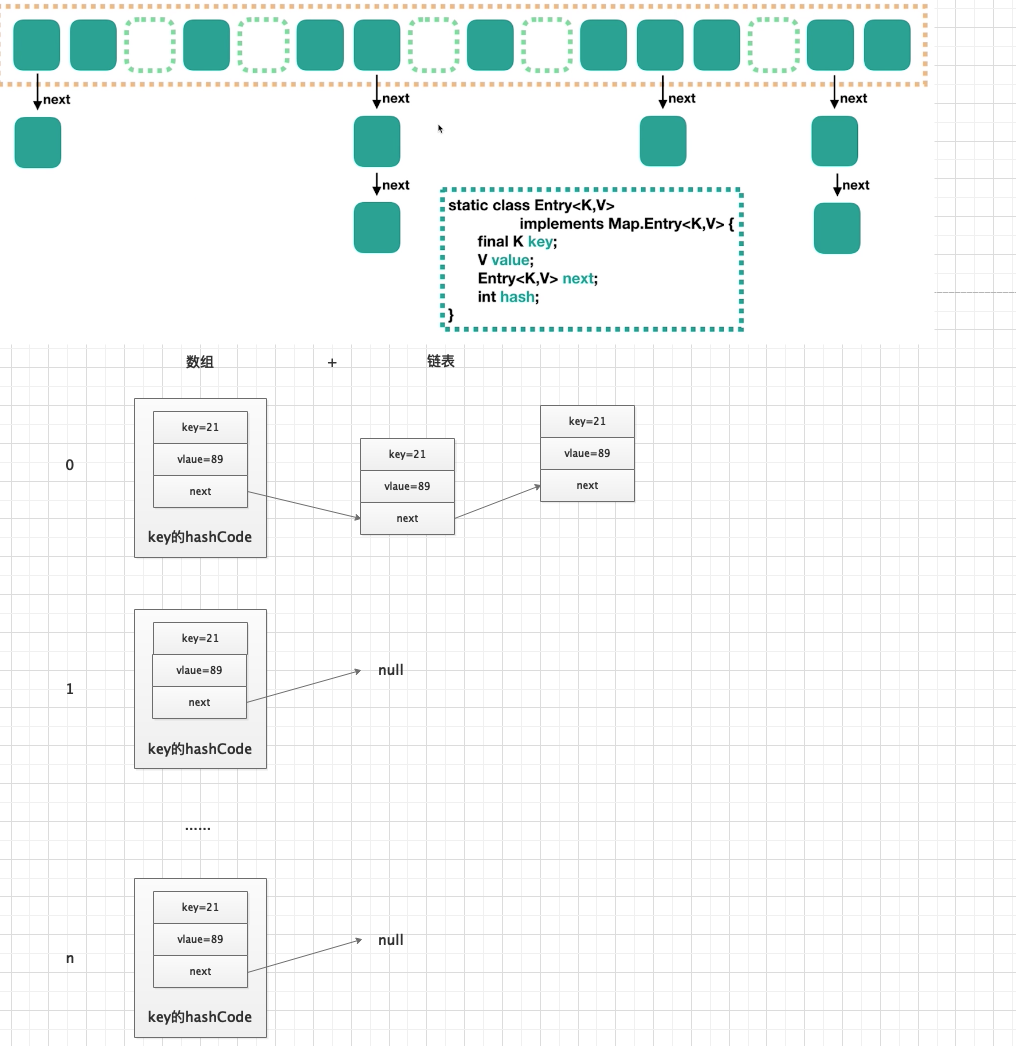 next
next
next
next
next
next
static class Entry<K,V>
implements Map.Entry<K,V> {
final K key;
V value;
Entry<K,V> next;
int hash;
}
数组 + 链表
0
key=21
vlaue=89
next
key的hashCode
key=21
vlaue=89
next
key=21
vlaue=89
next
1
key=21
vlaue=89
next
key的hashCode
null
......
n
key=21
vlaue=89
next
key的hashCode
null